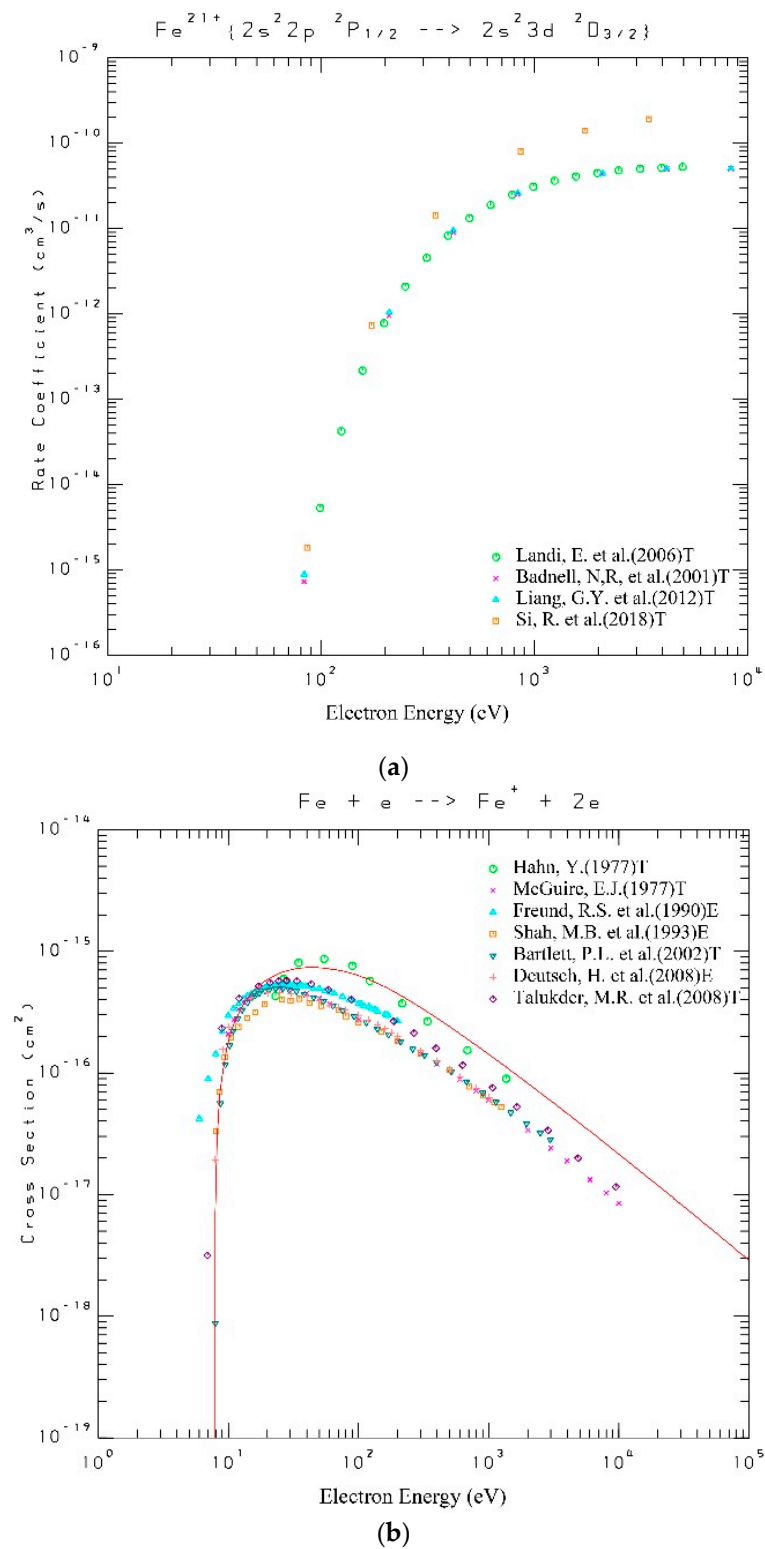 Fe²¹⁺{2s²2p ²P₁/₂ --> 2s²3d ²D₃/₂}
10⁻⁹
10⁻¹⁰
10⁻¹¹
10⁻¹²
10⁻¹³
10⁻¹⁴
10⁻¹⁵
10⁻¹⁶
Rate Coefficient (cm³/s)
Landi, E. et al.(2006)T
Badnell, N,R, et al.(2001)T
Liang, G.Y. et al.(2012)T
Si, R. et al.(2018)T
10¹ 10² 10³ 10⁴
Electron Energy (eV)
(a)
Fe + e --> Fe⁺ + 2e
10⁻¹⁴
10⁻¹⁵
10⁻¹⁶
10⁻¹⁷
10⁻¹⁸
10⁻¹⁹
Cross Section (cm²)
Hahn, Y.(1977)T
McGuire, E.J.(1977)T
Freund, R.S. et al.(1990)E
Shah, M.B. et al.(1993)E
Bartlett, P.L. et al.(2002)T
Deutsch, H. et al.(2008)E
Talukder, M.R. et al.(2008)T
10⁰ 10¹ 10² 10³ 10⁴ 10⁵
Electron Energy (eV)
(b)